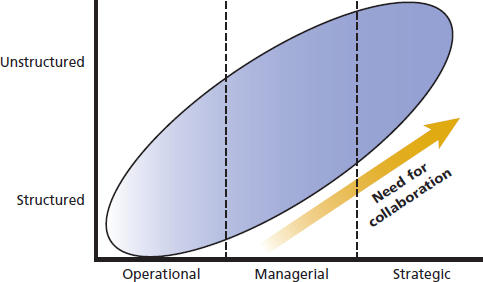 Unstructured
Structured
Need for
collaboration
Operational
Managerial
Strategic